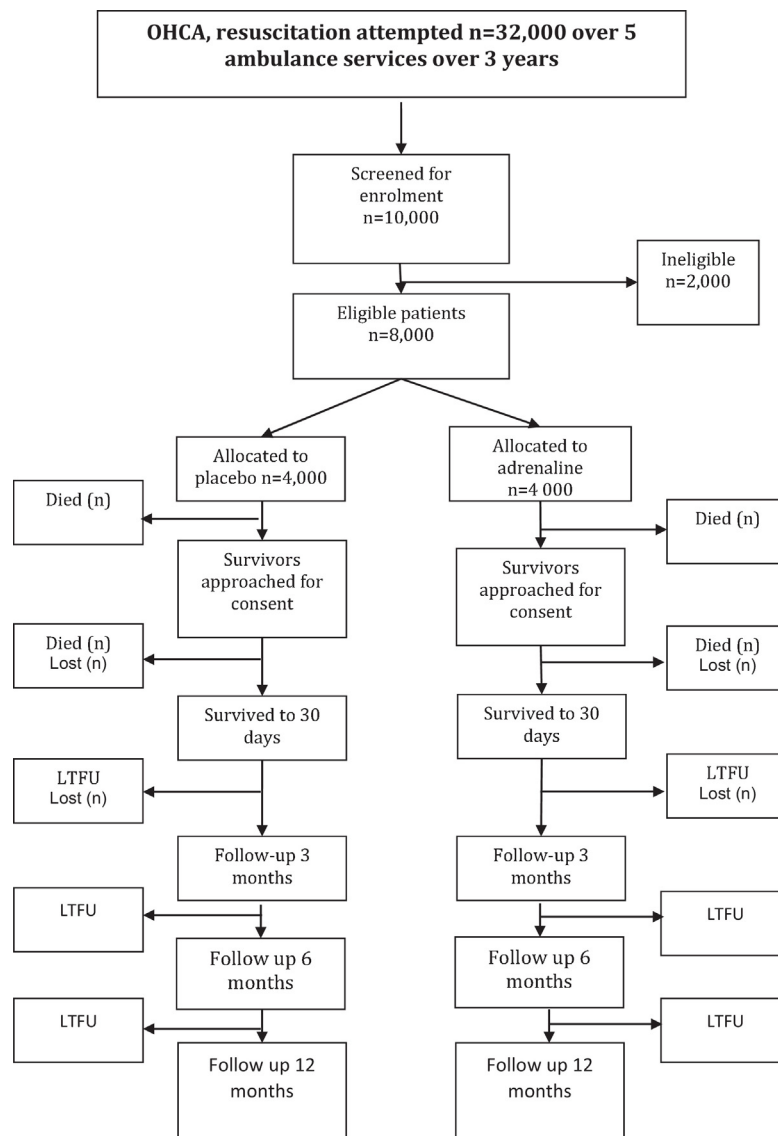 OHCA, resuscitation attempted n=32,000 over 5
ambulance services over 3 years
Screened for
enrolment
n=10,000
Ineligible
n=2,000
Eligible patients
n=8,000
Allocated to
placebo n=4,000
Allocated to
adrenaline
n=4 000
Died (n)
Died (n)
Survivors
approached for
consent
Survivors
approached for
consent
Died (n)
Lost (n)
Died (n)
Lost (n)
Survived to 30
days
Survived to 30
days
LTFU
Lost (n)
LTFU
Lost (n)
Follow-up 3
months
Follow-up 3
months
LTFU
LTFU
Follow up 6
months
Follow up 6
months
LTFU
LTFU
Follow up 12
months
Follow up 12
months